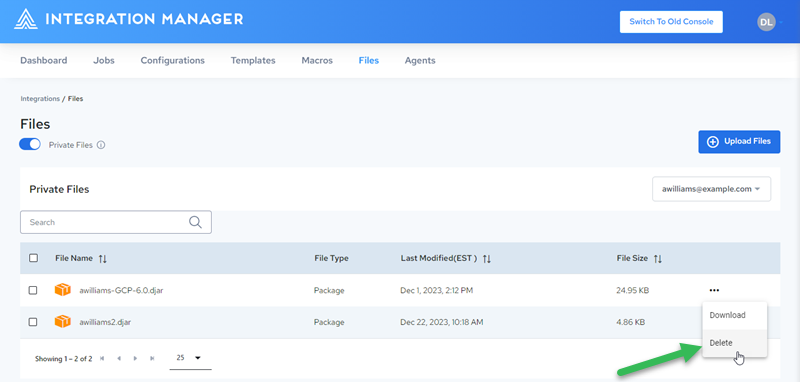 INTEGRATION MANAGER
Switch To Old Console
DL
Dashboard Jobs Configurations Templates Macros Files Agents
Integrations / Files
Files
Private Files
Upload Files
Private Files
awilliams@example.com
Search
File Name File Type Last Modified(EST ) File Size
awilliams-GCP-6.0.djar Package Dec 1, 2023, 2:12 PM 24.95 KB
awilliams2.djar Package Dec 22, 2023, 10:18 AM 4.86 KB
Download
Delete
Showing 1 - 2 of 2 25